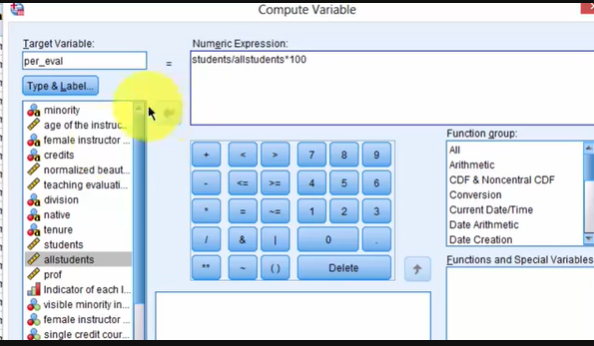 Compute Variable
Target Variable:
per_eval
=
Numeric Expression:
students/allstudents*100
Type & Label...
minority
age of the instruc...
female instructor ...
credits
normalized beaut...
teaching evaluati...
division
native
tenure
students
allstudents
prof
Indicator of each I...
visible minority in...
female instructor ...
single credit cour...
+ < > 7 8 9
- <= >= 4 5 6
* = ~= 1 2 3
/ & | 0 .
** ~ ( ) Delete
Function group:
All
Arithmetic
CDF & Noncentral CDF
Conversion
Current Date/Time
Date Arithmetic
Date Creation
Functions and Special Variables